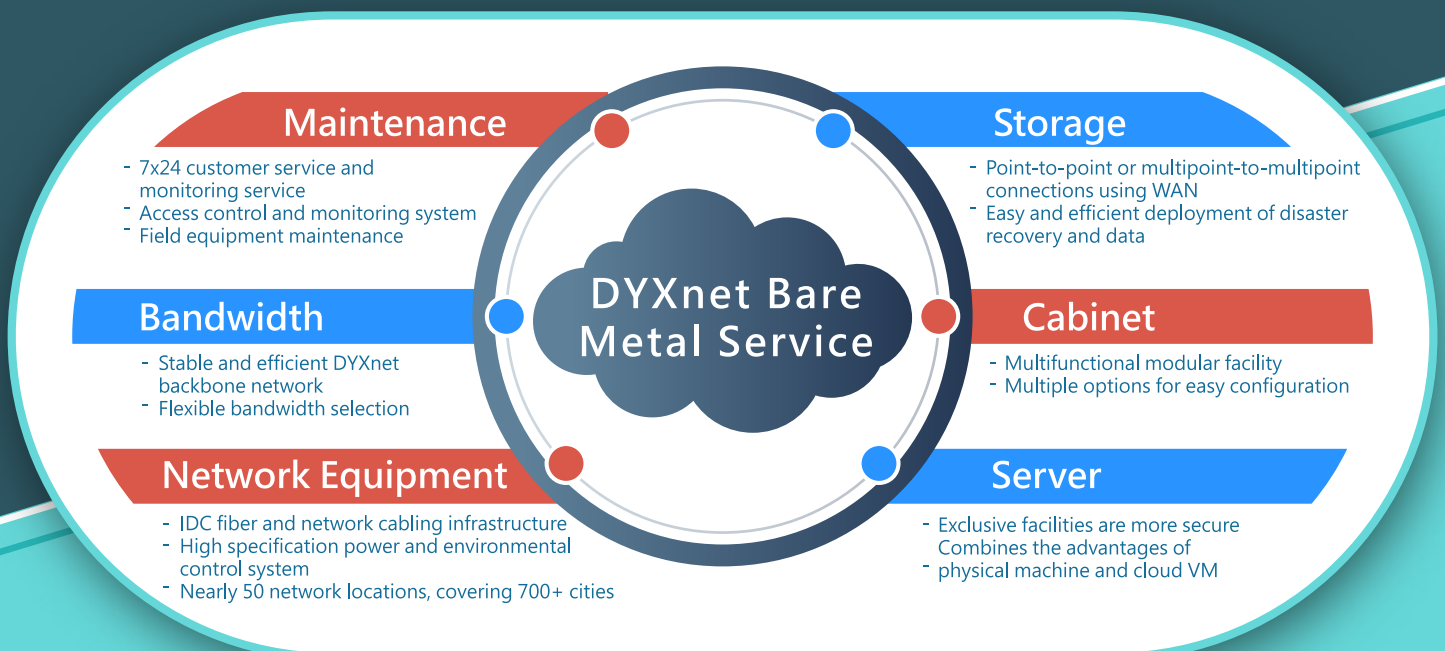 Maintenance
- 7x24 customer service and
monitoring service
- Access control and monitoring system
- Field equipment maintenance
Bandwidth
- Stable and efficient DYXnet
backbone network
- Flexible bandwidth selection
Network Equipment
- IDC fiber and network cabling infrastructure
- High specification power and environmental
control system
- Nearly 50 network locations, covering 700+ cities
DYXnet Bare
Metal Service
Storage
- Point-to-point or multipoint-to-multipoint
connections using WAN
- Easy and efficient deployment of disaster
recovery and data
Cabinet
- Multifunctional modular facility
- Multiple options for easy configuration
Server
- Exclusive facilities are more secure
Combines the advantages of
- physical machine and cloud VM